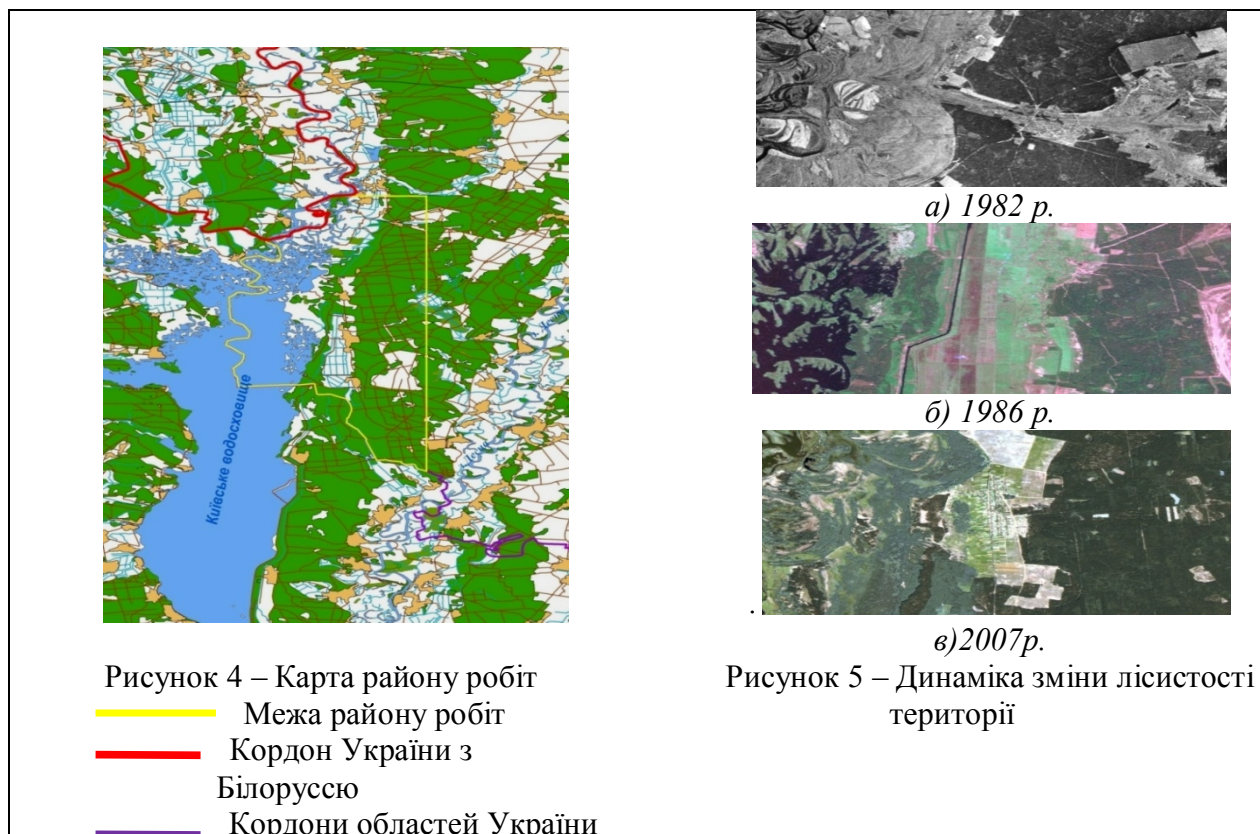 Київське водосховище
Рисунок 4 – Карта району робіт
Межа району робіт
Кордон України з
Білоруссю
Кордони областей України
а) 1982 р.
б) 1986 р.
.
в)2007р.
Рисунок 5 – Динаміка зміни лісистості
території